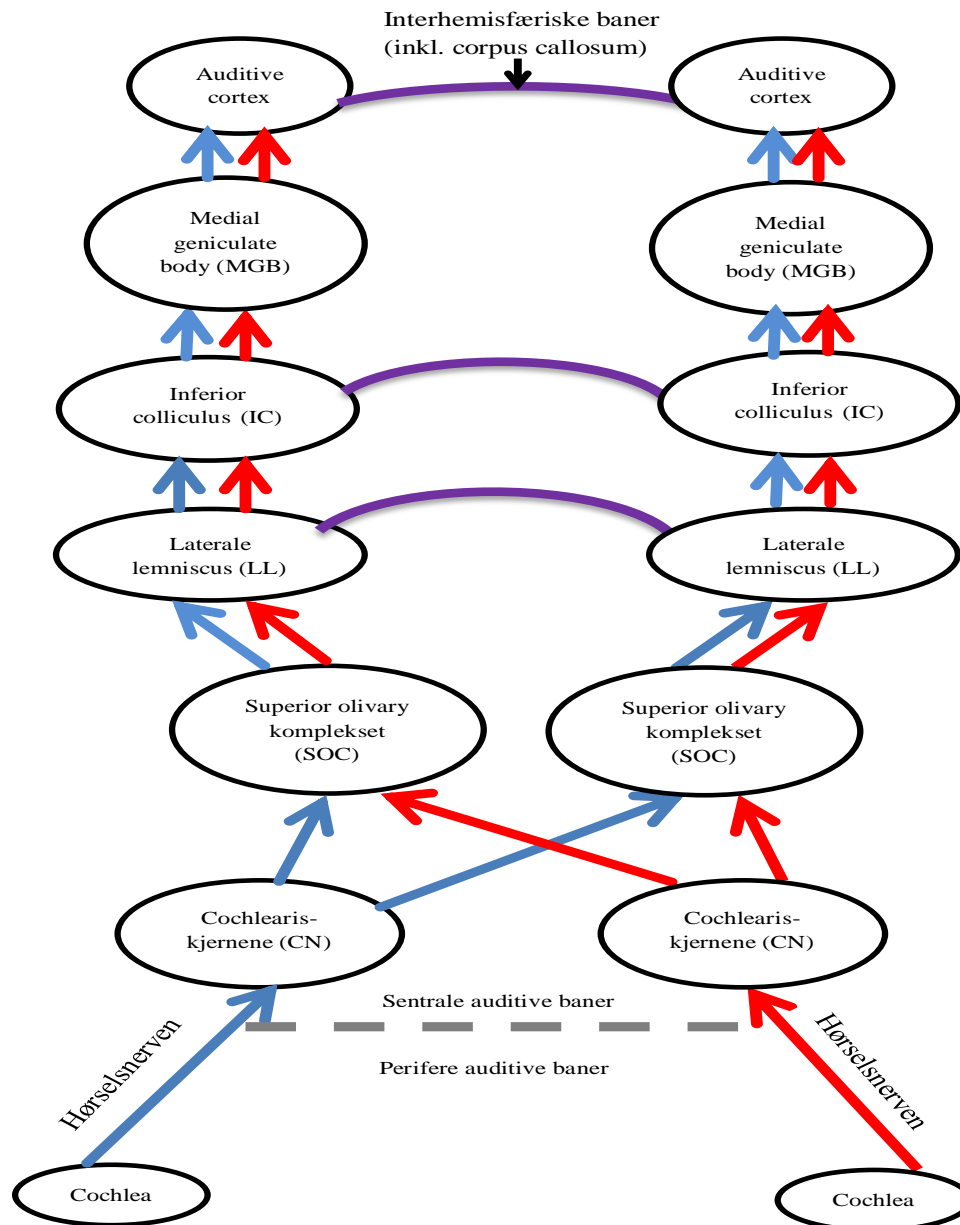 Interhemisfæriske baner
(inkl. corpus callosum)
Auditive
cortex
Auditive
cortex
Medial
geniculate
body (MGB)
Medial
geniculate
body (MGB)
Inferior
colliculus (IC)
Inferior
colliculus (IC)
Laterale
lemniscus (LL)
Laterale
lemniscus (LL)
Superior olivary
komplekset
(SOC)
Superior olivary
komplekset
(SOC)
Cochlearis-
kjernene (CN)
Cochlearis-
kjernene (CN)
Sentrale auditive baner
Perifere auditive baner
Hørselsnerven
Hørselsnerven
Cochlea
Cochlea